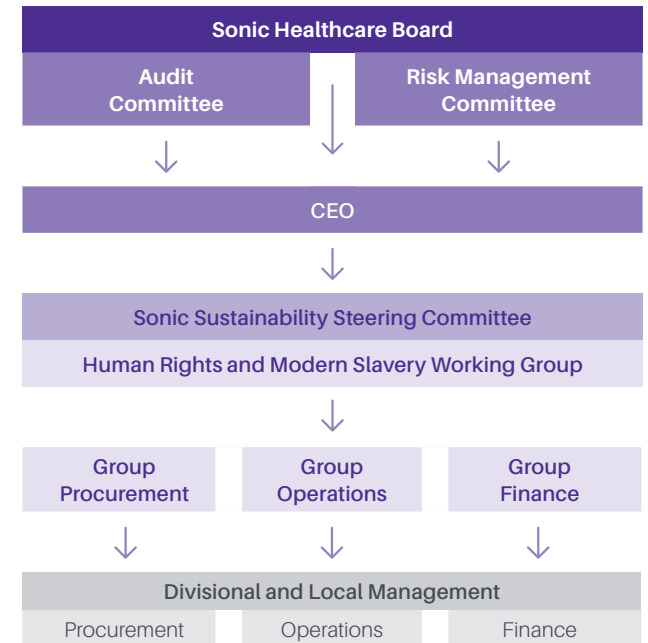 Sonic Healthcare Board
Audit
Committee
Risk Management
Committee
CEO
Sonic Sustainability Steering Committee
Human Rights and Modern Slavery Working Group
Group
Procurement
Group
Operations
Group
Finance
Divisional and Local Management
Procurement
Operations
Finance